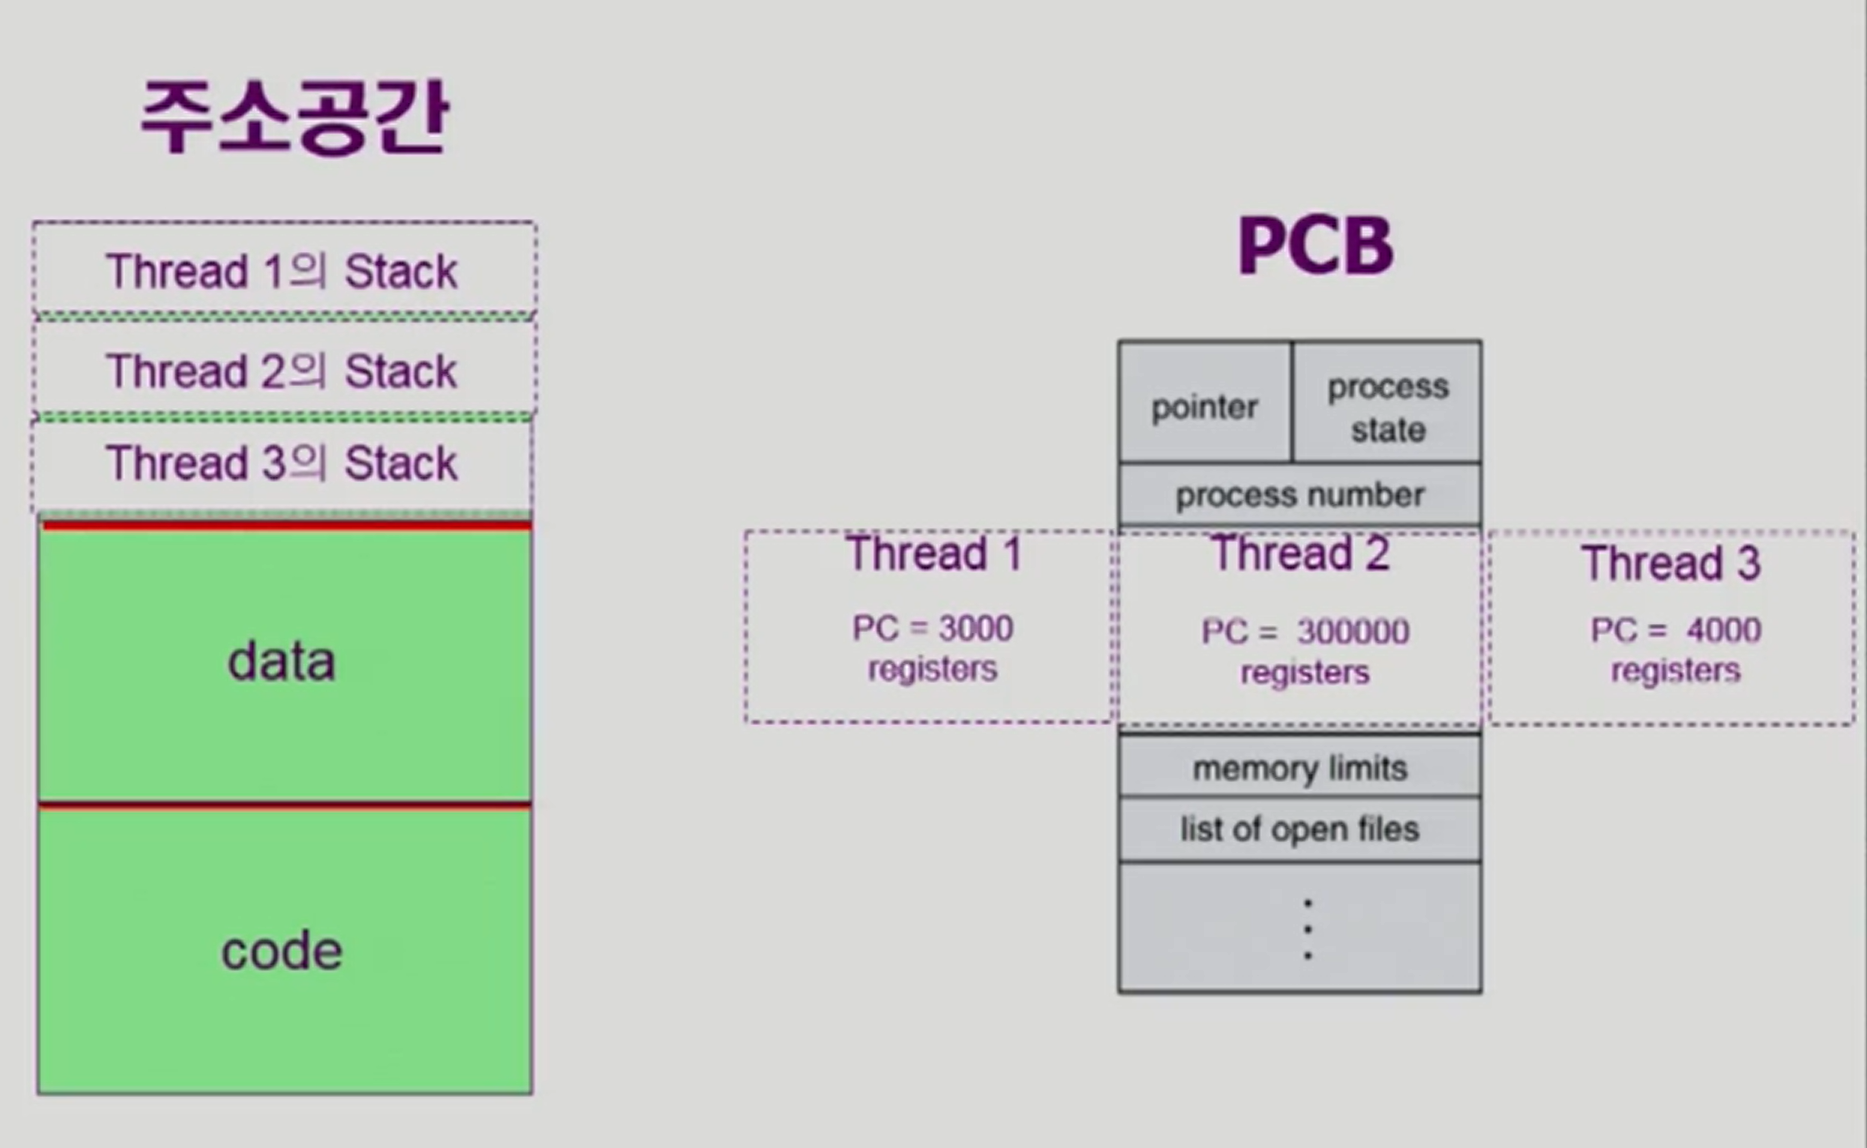 주소공간
Thread 1의 Stack
Thread 2의 Stack
Thread 3의 Stack
data
code
PCB
pointer
process
state
process number
Thread 1
PC = 3000
registers
Thread 2
PC = 300000
registers
Thread 3
PC = 4000
registers
memory limits
list of open files